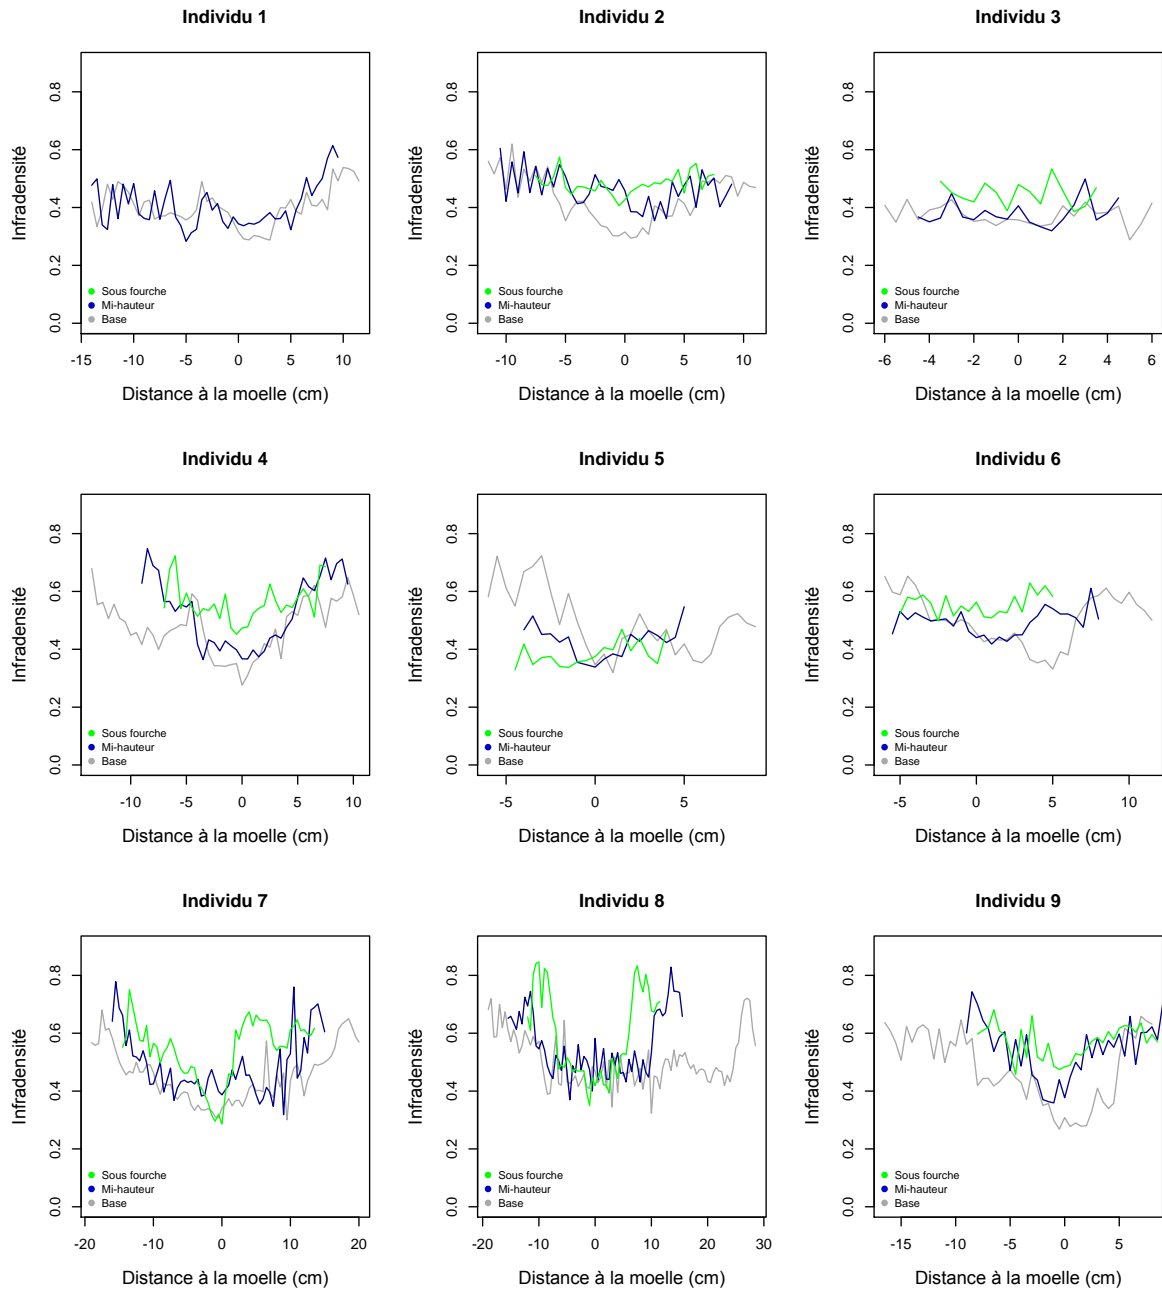 Individu 1
Infradensité
0.0 0.2 0.4 0.6 0.8
Sous fourche
Mi-hauteur
Base
-15 -10 -5 0 5 10
Distance à la moelle (cm)
Individu 2
Infradensité
0.0 0.2 0.4 0.6 0.8
Sous fourche
Mi-hauteur
Base
-10 -5 0 5 10
Distance à la moelle (cm)
Individu 3
Infradensité
0.0 0.2 0.4 0.6 0.8
Sous fourche
Mi-hauteur
Base
-6 -4 -2 0 2 4 6
Distance à la moelle (cm)
Individu 4
Infradensité
0.0 0.2 0.4 0.6 0.8
Sous fourche
Mi-hauteur
Base
-10 -5 0 5 10
Distance à la moelle (cm)
Individu 5
Infradensité
0.0 0.2 0.4 0.6 0.8
Sous fourche
Mi-hauteur
Base
-5 0 5
Distance à la moelle (cm)
Individu 6
Infradensité
0.0 0.2 0.4 0.6 0.8
Sous fourche
Mi-hauteur
Base
-5 0 5 10
Distance à la moelle (cm)
Individu 7
Infradensité
0.0 0.2 0.4 0.6 0.8
Sous fourche
Mi-hauteur
Base
-20 -10 0 10 20
Distance à la moelle (cm)
Individu 8
Infradensité
0.0 0.2 0.4 0.6 0.8
Sous fourche
Mi-hauteur
Base
-20 -10 0 10 20 30
Distance à la moelle (cm)
Individu 9
Infradensité
0.0 0.2 0.4 0.6 0.8
Sous fourche
Mi-hauteur
Base
-15 -10 -5 0 5
Distance à la moelle (cm)